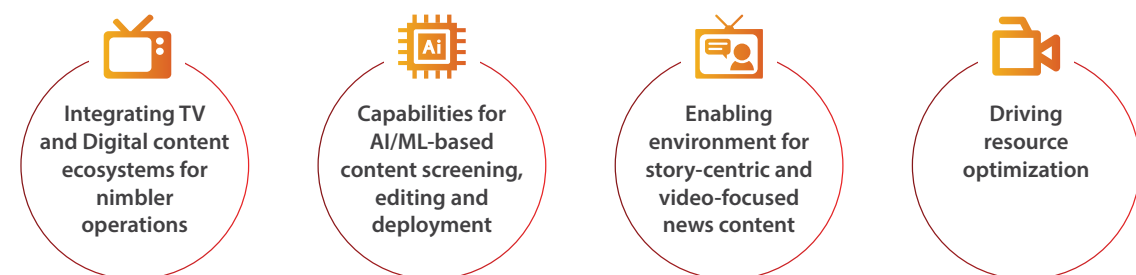 Ai
Integrating TV
and Digital content
ecosystems for
nimbler
operations
Capabilities for
AI/ML-based
content screening,
editing and
deployment
Enabling
environment for
story-centric and
video-focused
news content
Driving
resource
optimization